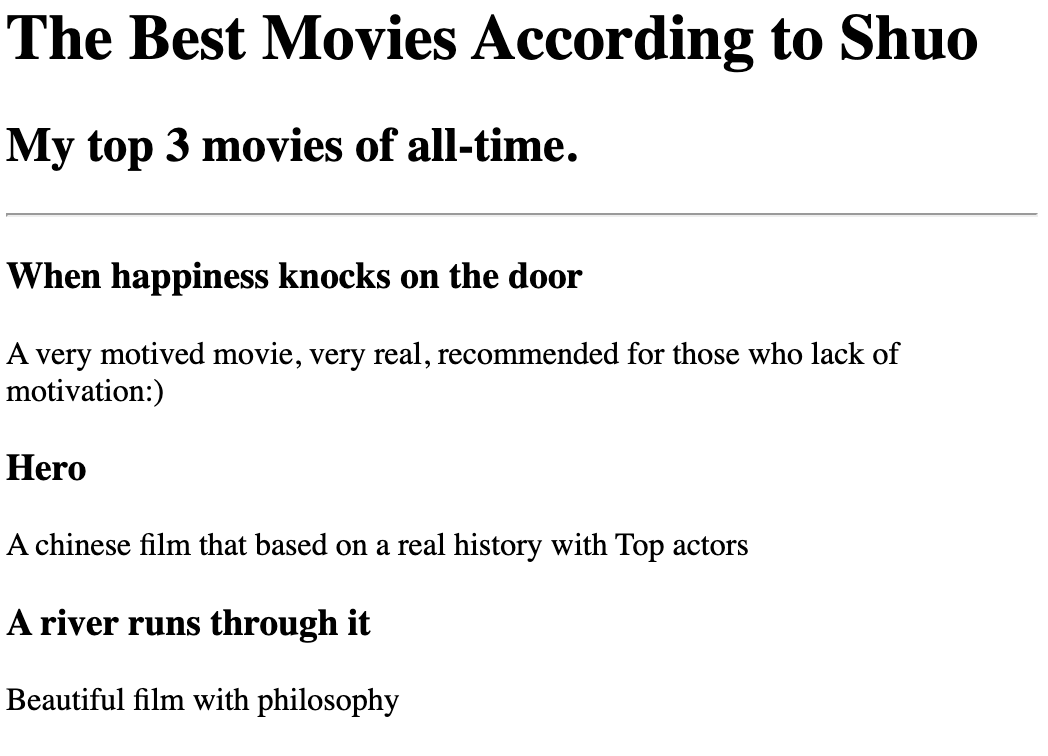 The Best Movies According to Shuo
My top 3 movies of all-time.
When happiness knocks on the door
A very motived movie, very real, recommended for those who lack of
motivation:)
Hero
A chinese film that based on a real history with Top actors
A river runs through it
Beautiful film with philosophy